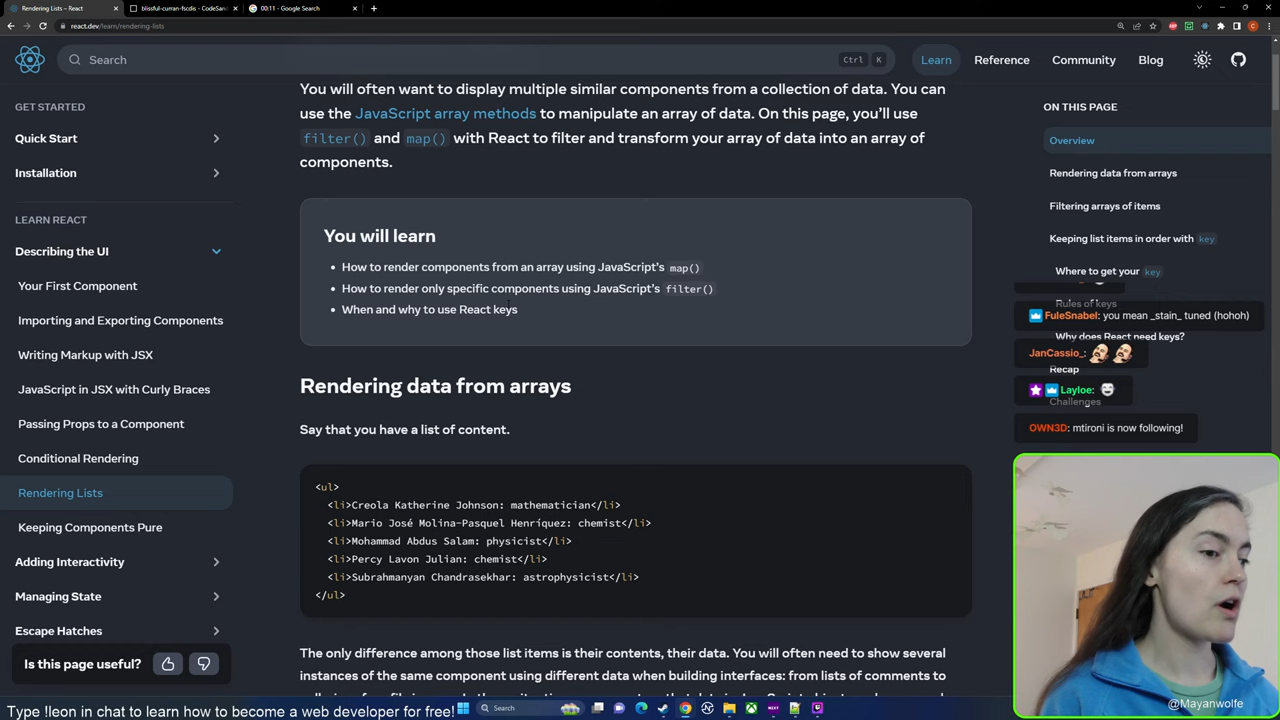 Rendering Lists – React
blissful-curran-fscdis - CodeSand
00:11 - Google Search
react.dev/learn/rendering-lists
Search
Ctrl K
Learn
Reference
Community
Blog
GET STARTED
Quick Start
Installation
LEARN REACT
Describing the UI
Your First Component
Importing and Exporting Components
Writing Markup with JSX
JavaScript in JSX with Curly Braces
Passing Props to a Component
Conditional Rendering
Rendering Lists
Keeping Components Pure
Adding Interactivity
Managing State
Escape Hatches
Is this page useful?
You will often want to display multiple similar components from a collection of data. You can
use the JavaScript array methods to manipulate an array of data. On this page, you'll use
filter() and map() with React to filter and transform your array of data into an array of
components.
You will learn
• How to render components from an array using JavaScript's map()
• How to render only specific components using JavaScript's filter()
• When and why to use React keys
Rendering data from arrays
Say that you have a list of content.
<ul>
<li>Creola Katherine Johnson: mathematician</li>
<li>Mario José Molina-Pasquel Henríquez: chemist</li>
<li>Mohammad Abdus Salam: physicist</li>
<li>Percy Lavon Julian: chemist</li>
<li>Subrahmanyan Chandrasekhar: astrophysicist</li>
</ul>
The only difference among those list items is their contents, their data. You will often need to show several
instances of the same component using different data when building interfaces: from lists of comments to
ON THIS PAGE
Overview
Rendering data from arrays
Filtering arrays of items
Keeping list items in order with key
Where to get your key
Rules of keys
FuleSnabel: you mean _stain_ tuned (hohoh)
Why does React need keys?
JanCassio_:
Recap
Layloe:
Challenges
OWN3D: mtironi is now following!
@Mayanwolfe
Type !leon in chat to learn how to become a web developer for free!
Search